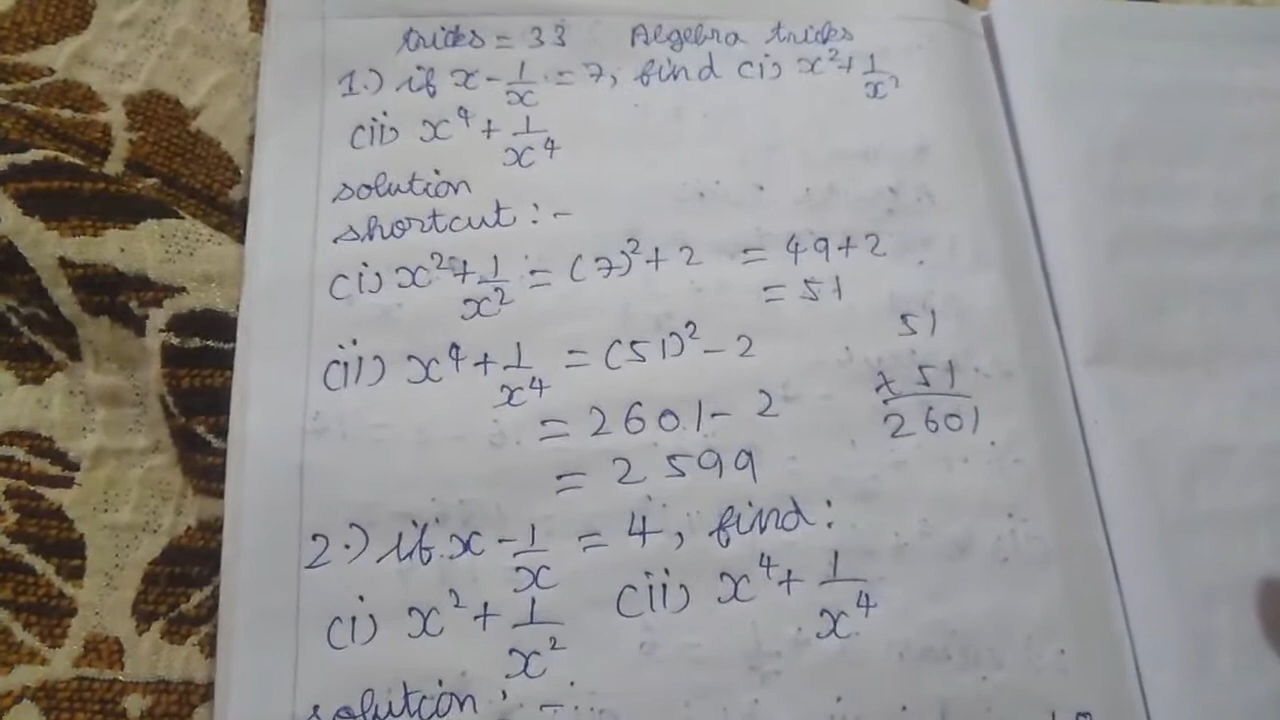 tricks = 33 Algebra tricks
1.) if x - 1/x = 7, find (i) x² + 1/x²
(ii) x⁴ + 1/x⁴
solution
shortcut : -
(i) x² + 1/x² = (7)² + 2 = 49 + 2
= 51
(ii) x⁴ + 1/x⁴ = (51)² - 2
= 2601 - 2
= 2599
51
x 51
2601
2.) if x - 1/x = 4, find :
(i) x² + 1/x² (ii) x⁴ + 1/x⁴
solution : -